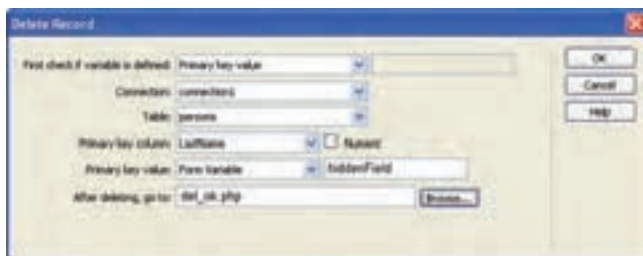 Delete Record
First check if variable is defined: Primary key value
OK
Connection: connections1
Cancel
Table: persons
Help
Primary key column: LastName Numeric
Primary key value: Form Variable hiddenField
After deleting, go to: del_ok.php Browse...